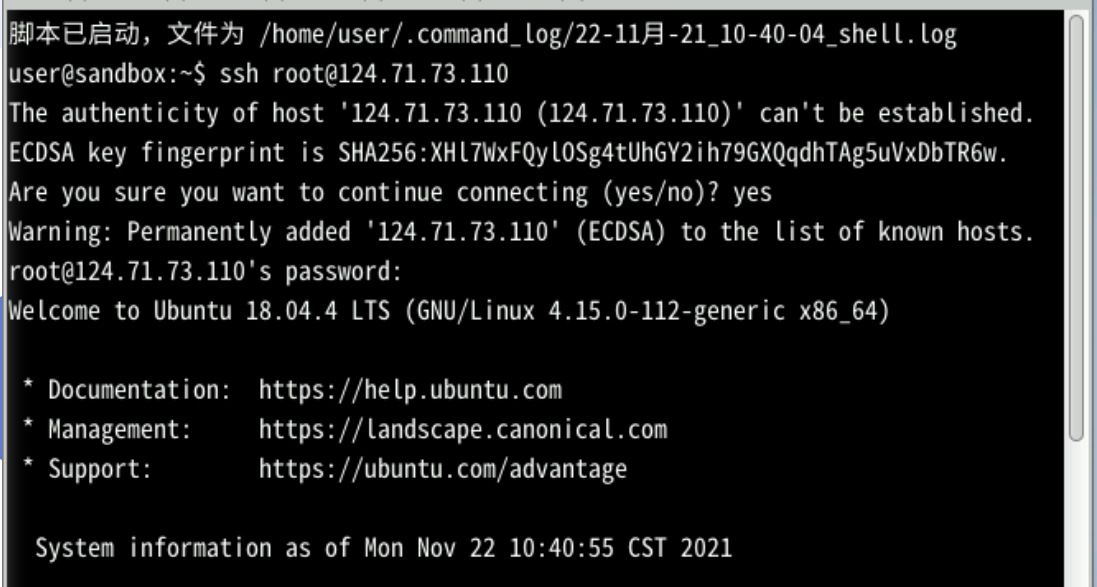 脚本已启动，文件为 /home/user/.command_log/22-11月-21_10-40-04_shell.log
user@sandbox:~$ ssh root@124.71.73.110
The authenticity of host '124.71.73.110 (124.71.73.110)' can't be established.
ECDSA key fingerprint is SHA256:XHl7WxFQylOSg4tUhGY2ih79GXQqdhTAg5uVxDbTR6w.
Are you sure you want to continue connecting (yes/no)? yes
Warning: Permanently added '124.71.73.110' (ECDSA) to the list of known hosts.
root@124.71.73.110's password:
Welcome to Ubuntu 18.04.4 LTS (GNU/Linux 4.15.0-112-generic x86_64)
* Documentation:  https://help.ubuntu.com
* Management:     https://landscape.canonical.com
* Support:        https://ubuntu.com/advantage
System information as of Mon Nov 22 10:40:55 CST 2021